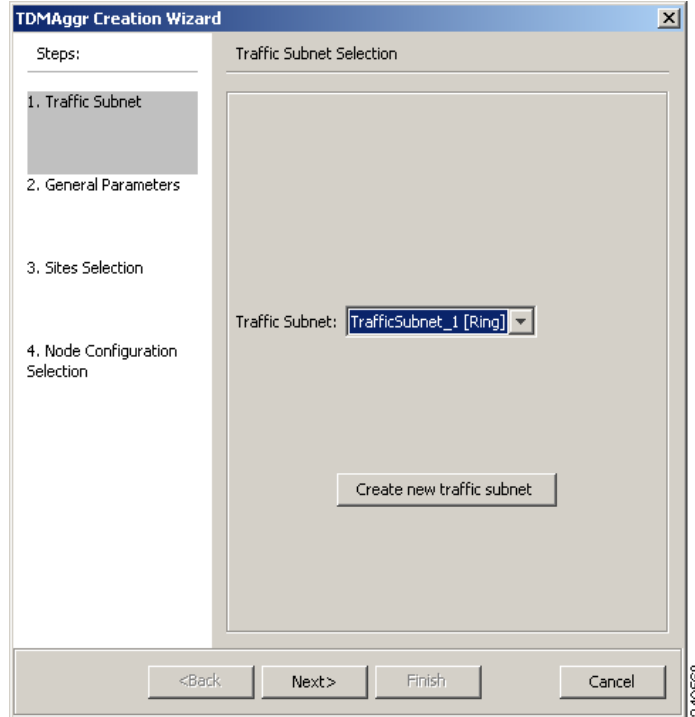 TDMAggr Creation Wizard
Steps:
Traffic Subnet Selection
1. Traffic Subnet
2. General Parameters
3. Sites Selection
4. Node Configuration
Selection
Traffic Subnet: TrafficSubnet_1 [Ring]
Create new traffic subnet
<Back Next> Finish Cancel